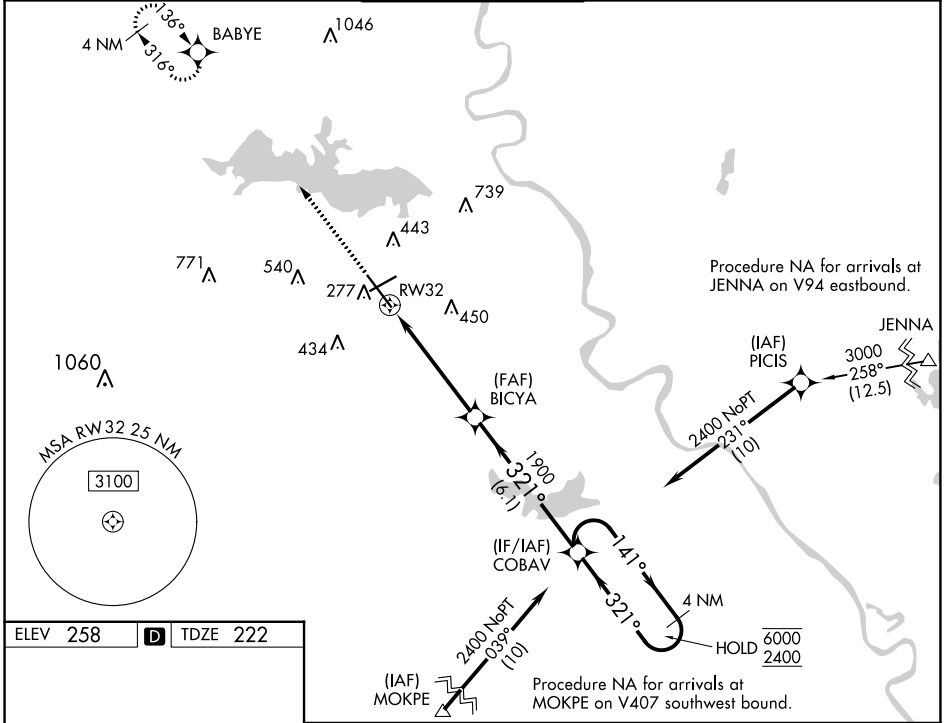 136°
BABYE
4 NM
316°
1046
739
443
771
540
277
RW32
450
434
Procedure NA for arrivals at
JENNA on V94 eastbound.
JENNA
(IAF)
PICIS
3000
258°
(12.5)
1060
(FAF)
BICYA
2400 NoPT
231°
(10)
MSA RW32 25 NM
3100
1900
321°
(6.1)
(IF/IAF)
COBAV
141°
321°
4 NM
HOLD
6000
2400
2400 NoPT
039°
(10)
(IAF)
MOKPE
Procedure NA for arrivals at
MOKPE on V407 southwest bound.
ELEV 258 D TDZE 222